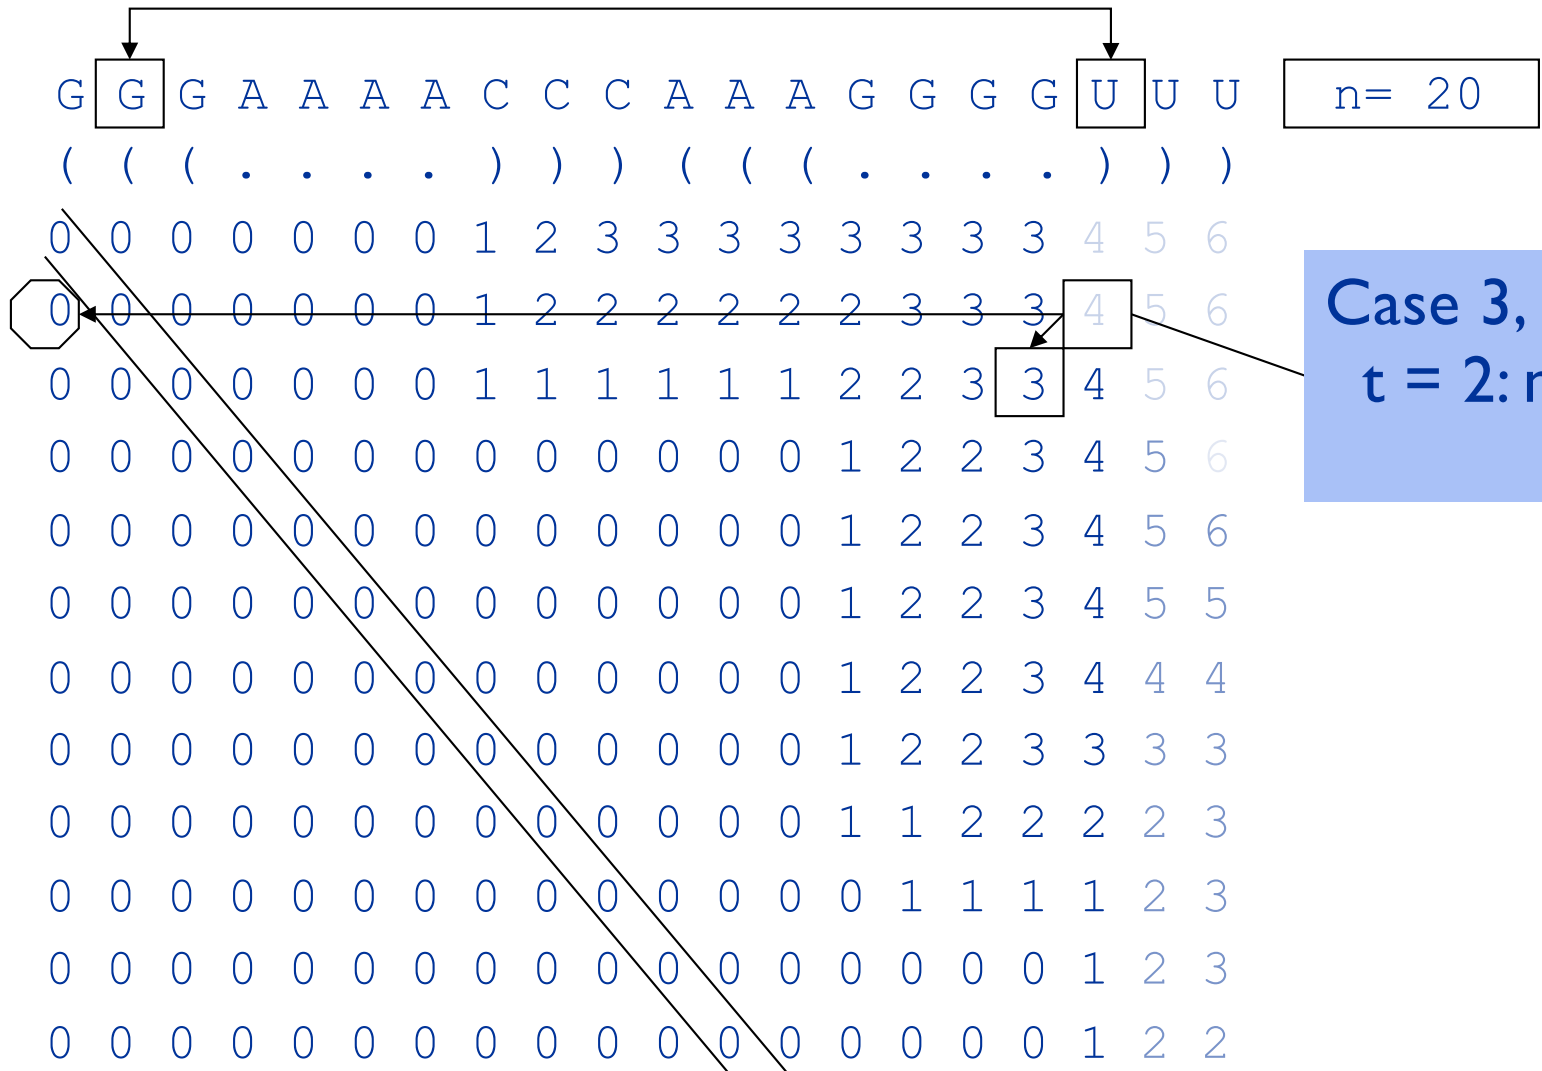 G G G A A A A C C C A A A G G G G U U U n= 20
( ( ( . . . . ) ) ) ( ( ( . . . . ) ) )
0 0 0 0 0 0 0 1 2 3 3 3 3 3 3 3 3 4 5 6
0 0 0 0 0 0 0 1 2 2 2 2 2 2 3 3 3 4 5 6
0 0 0 0 0 0 0 1 1 1 1 1 1 2 2 3 3 4 5 6
0 0 0 0 0 0 0 0 0 0 0 0 0 1 2 2 3 4 5 6
0 0 0 0 0 0 0 0 0 0 0 0 0 1 2 2 3 4 5 6
0 0 0 0 0 0 0 0 0 0 0 0 0 1 2 2 3 4 5 5
0 0 0 0 0 0 0 0 0 0 0 0 0 1 2 2 3 4 4 4
0 0 0 0 0 0 0 0 0 0 0 0 0 1 2 2 3 3 3 3
0 0 0 0 0 0 0 0 0 0 0 0 0 1 1 2 2 2 2 3
0 0 0 0 0 0 0 0 0 0 0 0 0 0 1 1 1 1 2 3
0 0 0 0 0 0 0 0 0 0 0 0 0 0 0 0 0 1 2 3
0 0 0 0 0 0 0 0 0 0 0 0 0 0 0 0 0 1 2 2
Case 3,
t = 2: